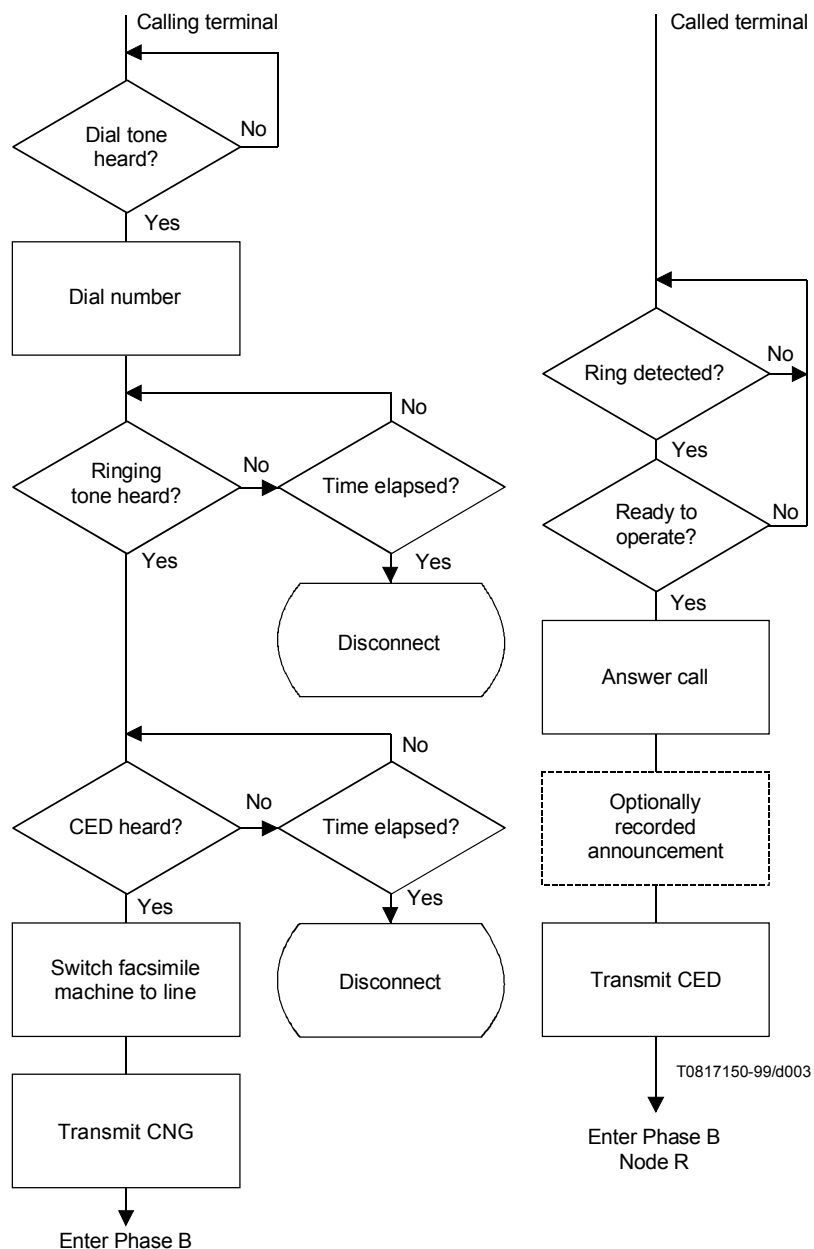 Calling terminal
Dial tone
heard?
No
Yes
Dial number
Ringing
tone heard?
No
Yes
Time elapsed?
No
Yes
Disconnect
CED heard?
No
Yes
Time elapsed?
No
Yes
Disconnect
Switch facsimile
machine to line
Transmit CNG
Enter Phase B
Called terminal
Ring detected?
No
Yes
Ready to
operate?
No
Yes
Answer call
Optionally
recorded
announcement
Transmit CED
T0817150-99/d003
Enter Phase B
Node R